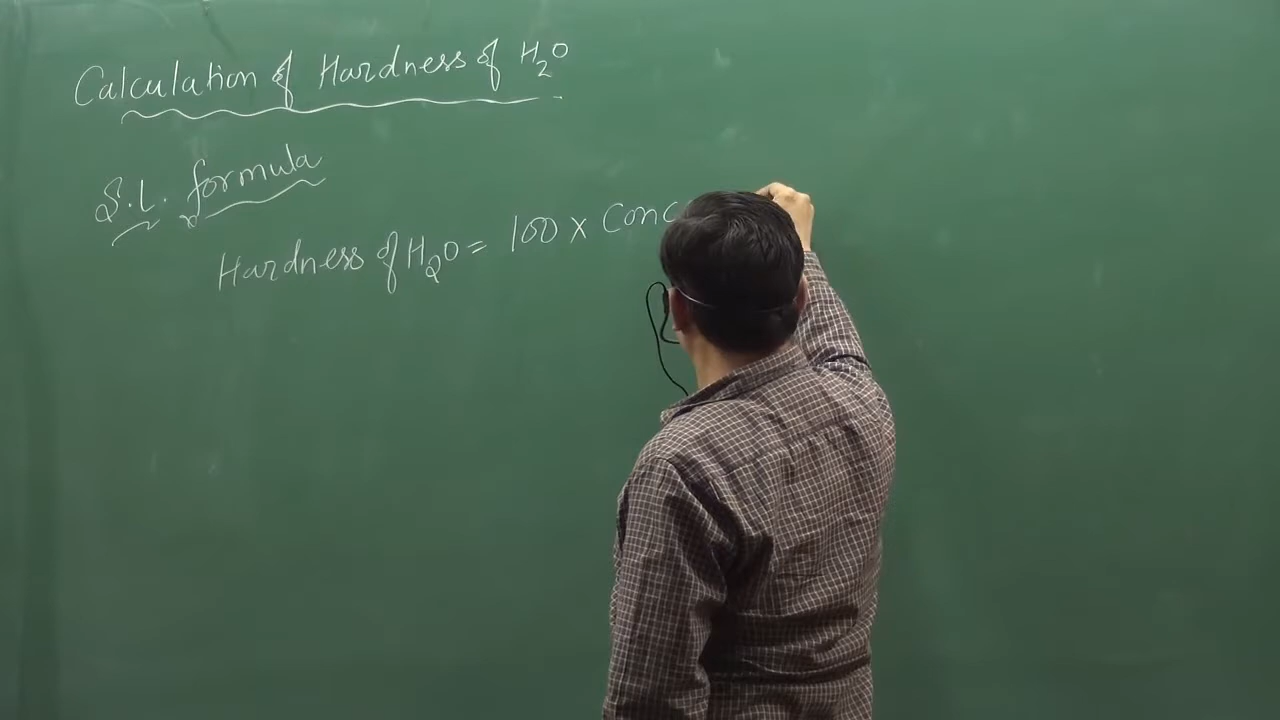 Calculation of Hardness of H₂O
S.L. formula
Hardness of H₂O = 100 × Conc